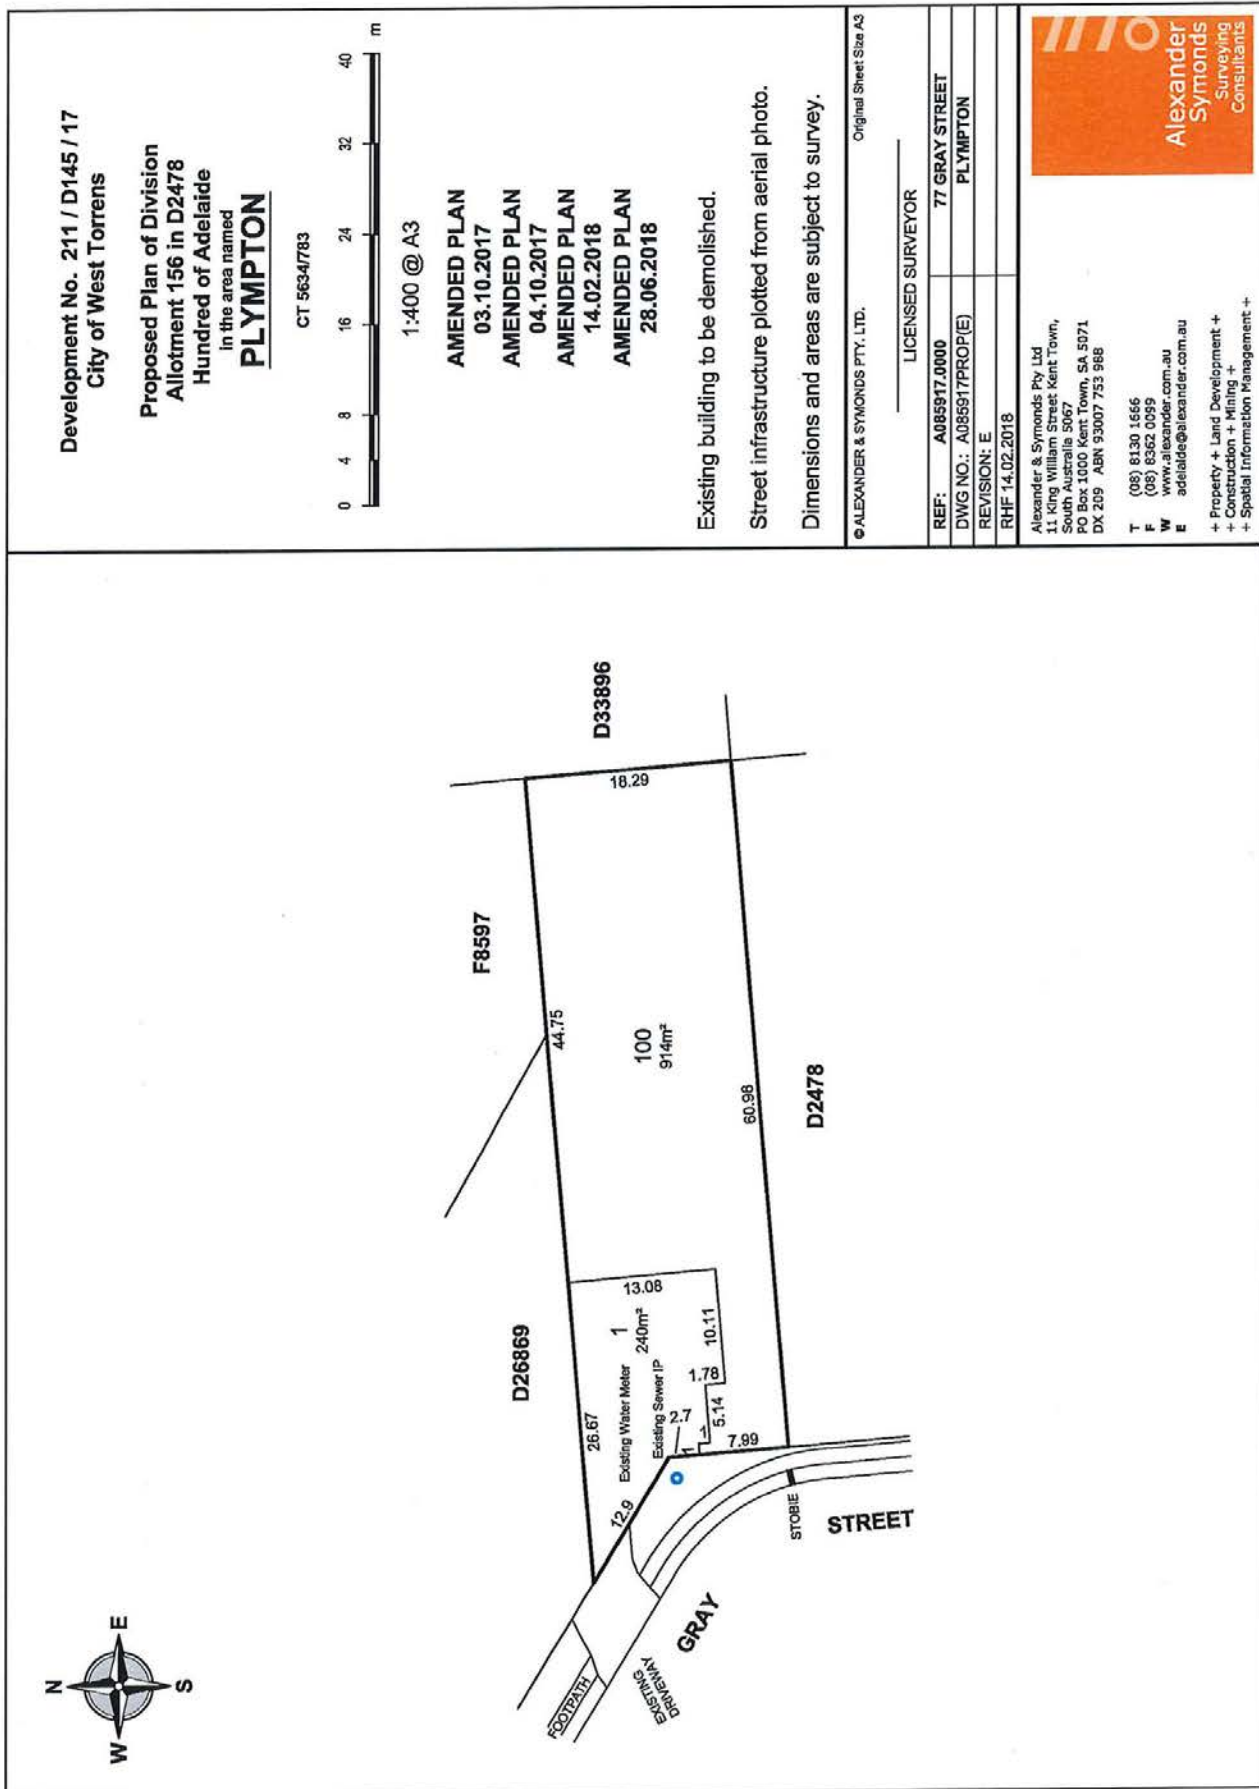 N
W
E
S
D26869
F8597
D33896
D2478
44.75
18.29
60.98
100
914m²
26.67
13.08
1
240m²
Existing Water Meter
Existing Sewer IP
10.11
1.78
5.14
2.7
1
1
7.99
12.9
STOBIE
GRAY
STREET
FOOTPATH
EXISTING
DRIVEWAY
Development No. 211 / D145 / 17
City of West Torrens
Proposed Plan of Division
Allotment 156 in D2478
Hundred of Adelaide
in the area named
PLYMPTON
CT 5634/783
0 4 8 16 24 32 40 m
1:400 @ A3
AMENDED PLAN
03.10.2017
AMENDED PLAN
04.10.2017
AMENDED PLAN
14.02.2018
AMENDED PLAN
28.06.2018
Existing building to be demolished.
Street infrastructure plotted from aerial photo.
Dimensions and areas are subject to survey.
© ALEXANDER & SYMONDS PTY. LTD. Original Sheet Size A3
LICENSED SURVEYOR
REF: A085917.0000 77 GRAY STREET
DWG NO.: A085917PROP(E) PLYMPTON
REVISION: E
RHF 14.02.2018
Alexander & Symonds Pty Ltd
11 King William Street Kent Town,
South Australia 5067
PO Box 1000 Kent Town, SA 5071
DX 209 ABN 93007 753 988
T (08) 8130 1666
F (08) 8362 0099
W www.alexander.com.au
E adelaide@alexander.com.au
+ Property + Land Development +
+ Construction + Mining +
+ Spatial Information Management +
Alexander
Symonds
Surveying
Consultants